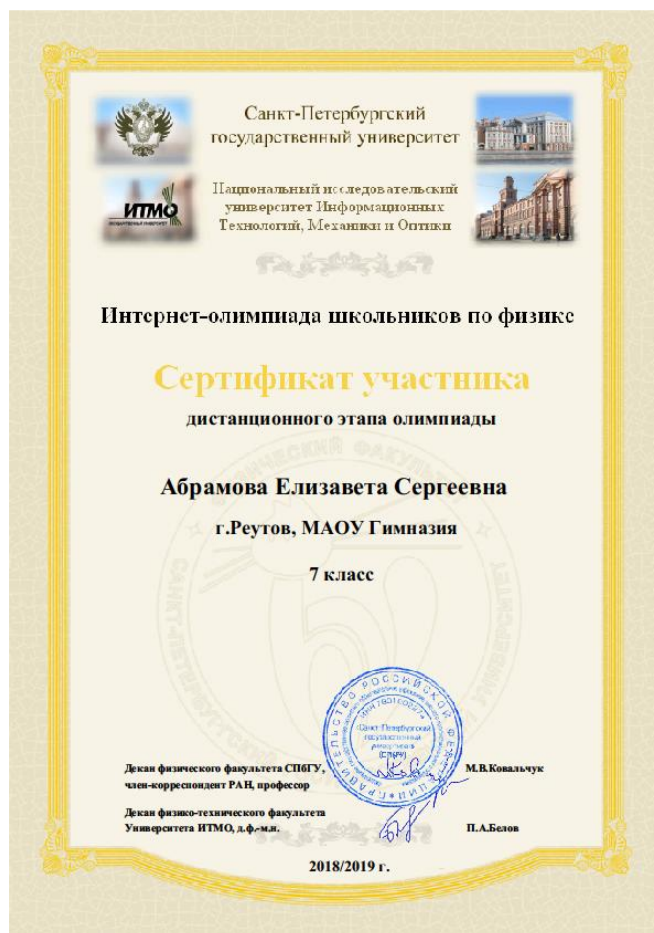 Санкт-Петербургский
государственный университет
ИТМО
Национальный исследовательский
университет Информационных
Технологий, Механики и Оптики
Интернет-олимпиада школьников по физике
Сертификат участника
дистанционного этапа олимпиады
Абрамова Елизавета Сергеевна
г.Реутов, МАОУ Гимназия
7 класс
Декан физического факультета СПбГУ,
член-корреспондент РАН, профессор
М.В.Ковальчук
Декан физико-технического факультета
Университета ИТМО, д.ф.-м.н.
П.А.Белов
2018/2019 г.